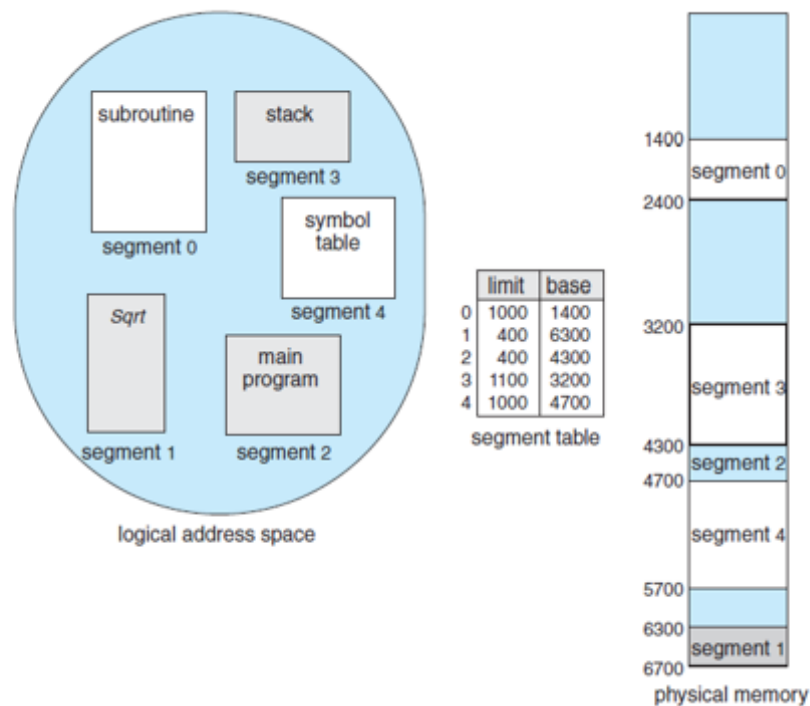 subroutine
segment 0
stack
segment 3
symbol
table
segment 4
Sqrt
segment 1
main
program
segment 2
logical address space
limit base
0 1000 1400
1 400 6300
2 400 4300
3 1100 3200
4 1000 4700
segment table
1400
segment 0
2400
3200
segment 3
4300
segment 2
4700
segment 4
5700
6300
segment 1
6700
physical memory